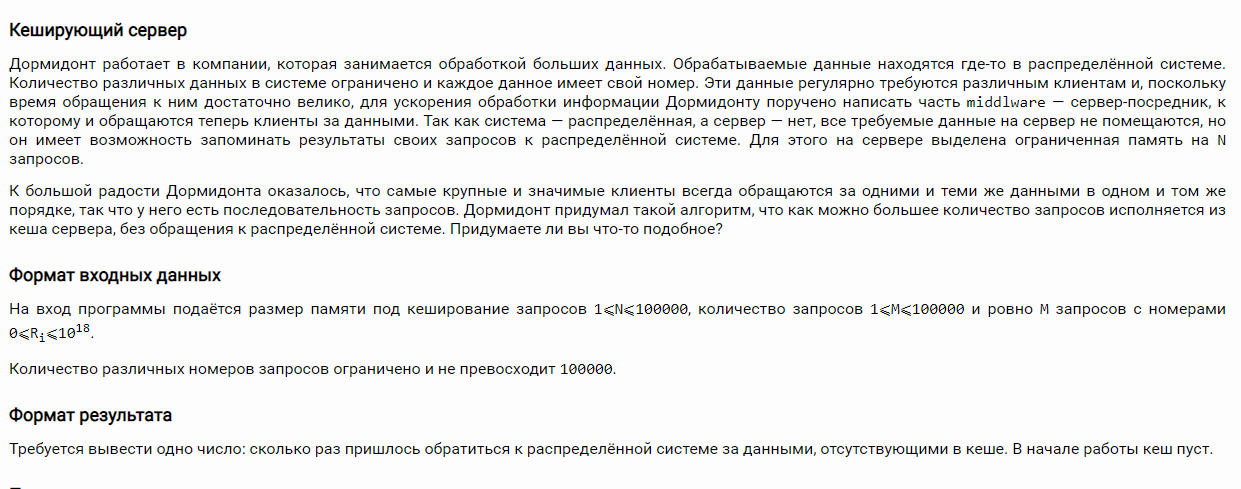 Кеширующий сервер
Дормидонт работает в компании, которая занимается обработкой больших данных. Обрабатываемые данные находятся где-то в распределённой системе.
Количество различных данных в системе ограничено и каждое данное имеет свой номер. Эти данные регулярно требуются различным клиентам и, поскольку
время обращения к ним достаточно велико, для ускорения обработки информации Дормидонту поручено написать часть middlware — сервер-посредник, к
которому и обращаются теперь клиенты за данными. Так как система — распределённая, а сервер — нет, все требуемые данные на сервер не помещаются, но
он имеет возможность запоминать результаты своих запросов к распределённой системе. Для этого на сервере выделена ограниченная память на N
запросов.
К большой радости Дормидонта оказалось, что самые крупные и значимые клиенты всегда обращаются за одними и теми же данными в одном и том же
порядке, так что у него есть последовательность запросов. Дормидонт придумал такой алгоритм, что как можно большее количество запросов исполняется из
кеша сервера, без обращения к распределённой системе. Придумаете ли вы что-то подобное?
Формат входных данных
На вход программы подаётся размер памяти под кеширование запросов 1⩽N⩽100000, количество запросов 1⩽M⩽100000 и ровно M запросов с номерами
0⩽Rᵢ⩽10¹⁸.
Количество различных номеров запросов ограничено и не превосходит 100000.
Формат результата
Требуется вывести одно число: сколько раз пришлось обратиться к распределённой системе за данными, отсутствующими в кеше. В начале работы кеш пуст.